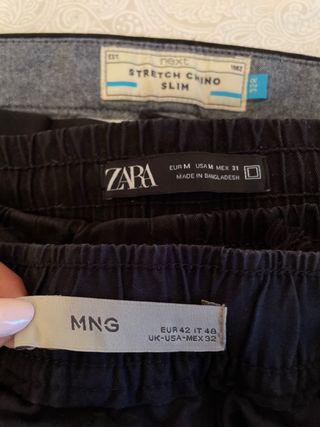 EST. next 1982
STRETCH CHINO
SLIM
32R
ZARA
EUR M USA M MEX 31
MADE IN BANGLADESH
MNG
EUR 42 IT 48
UK-USA-MEX 32